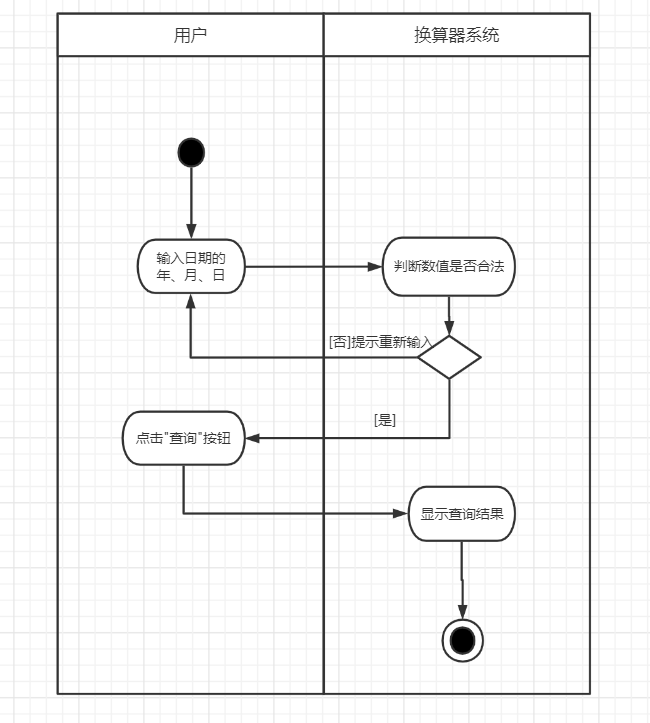 用户
换算器系统
输入日期的
年、月、日
判断数值是否合法
[否]提示重新输入
[是]
点击"查询"按钮
显示查询结果